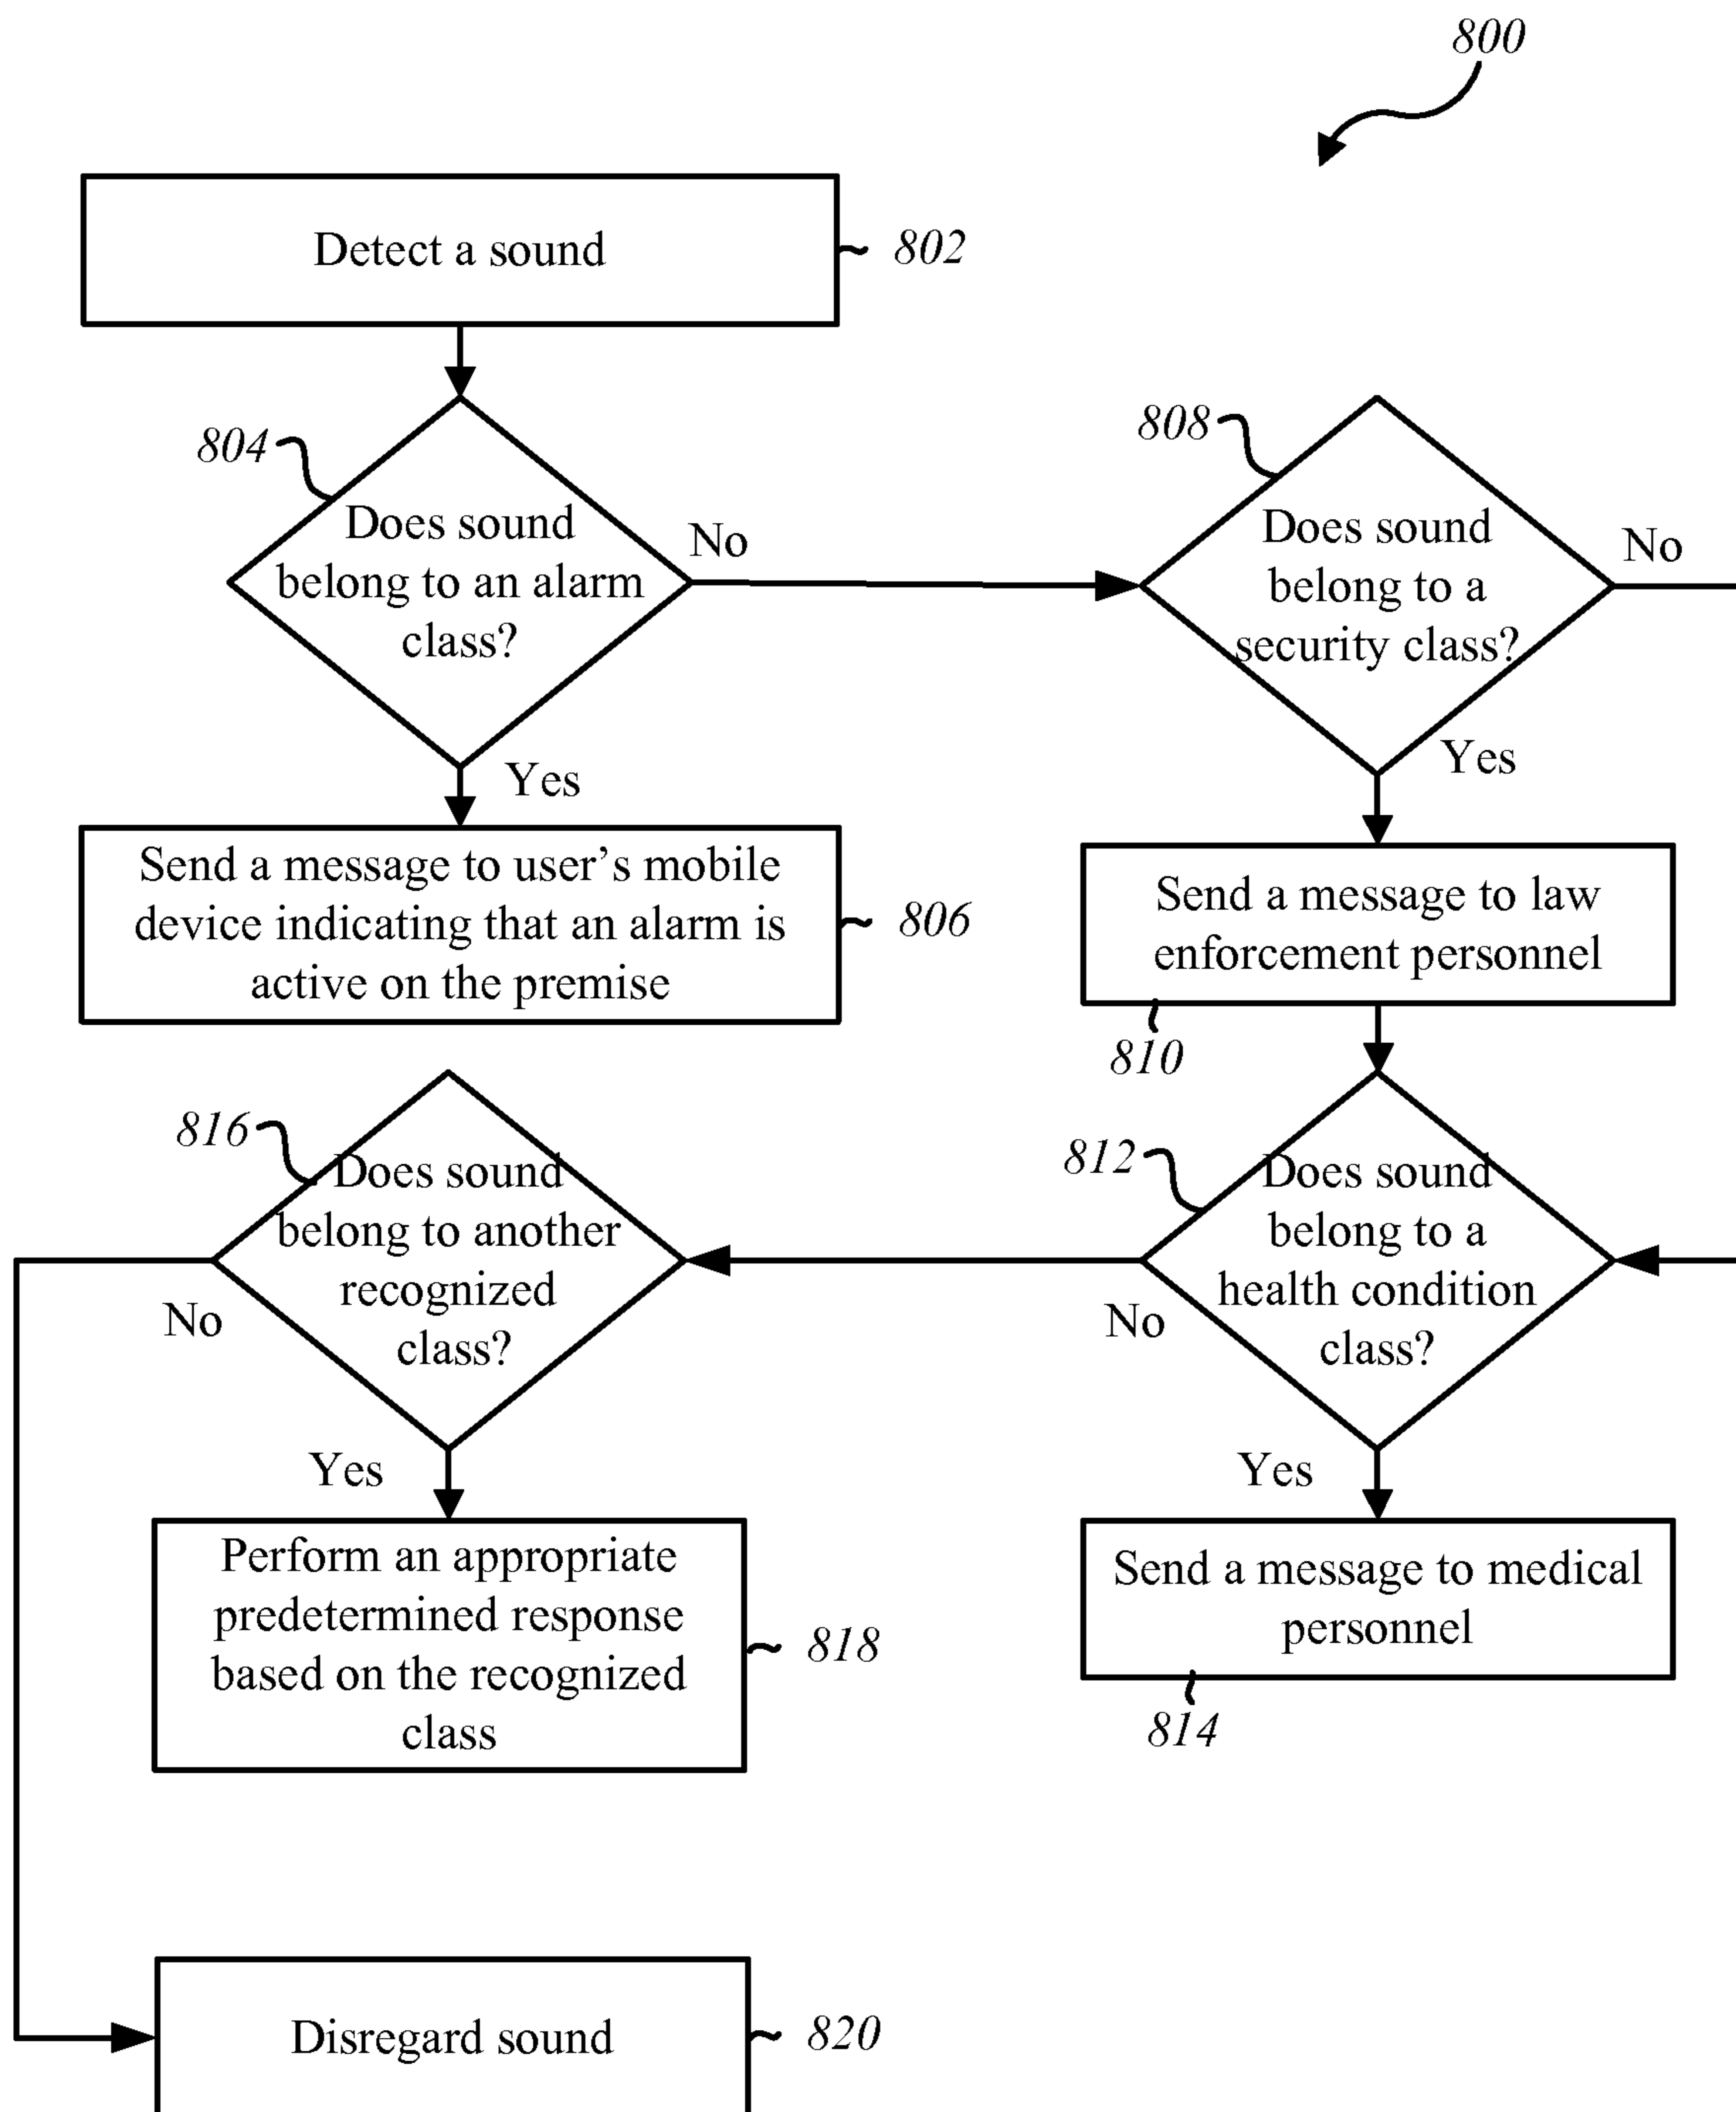 800
Detect a sound
802
804
Does sound
belong to an alarm
class?
No
Yes
808
Does sound
belong to a
security class?
No
Yes
Send a message to user's mobile
device indicating that an alarm is
active on the premise
806
Send a message to law
enforcement personnel
810
812
Does sound
belong to a
health condition
class?
No
Yes
816
Does sound
belong to another
recognized
class?
No
Yes
Send a message to medical
personnel
814
Perform an appropriate
predetermined response
based on the recognized
class
818
Disregard sound
820